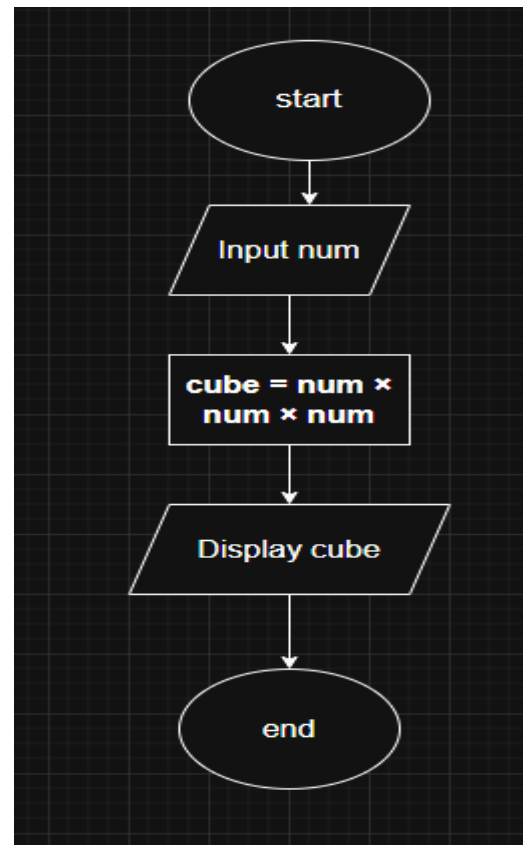 start
Input num
cube = num ×
num × num
Display cube
end